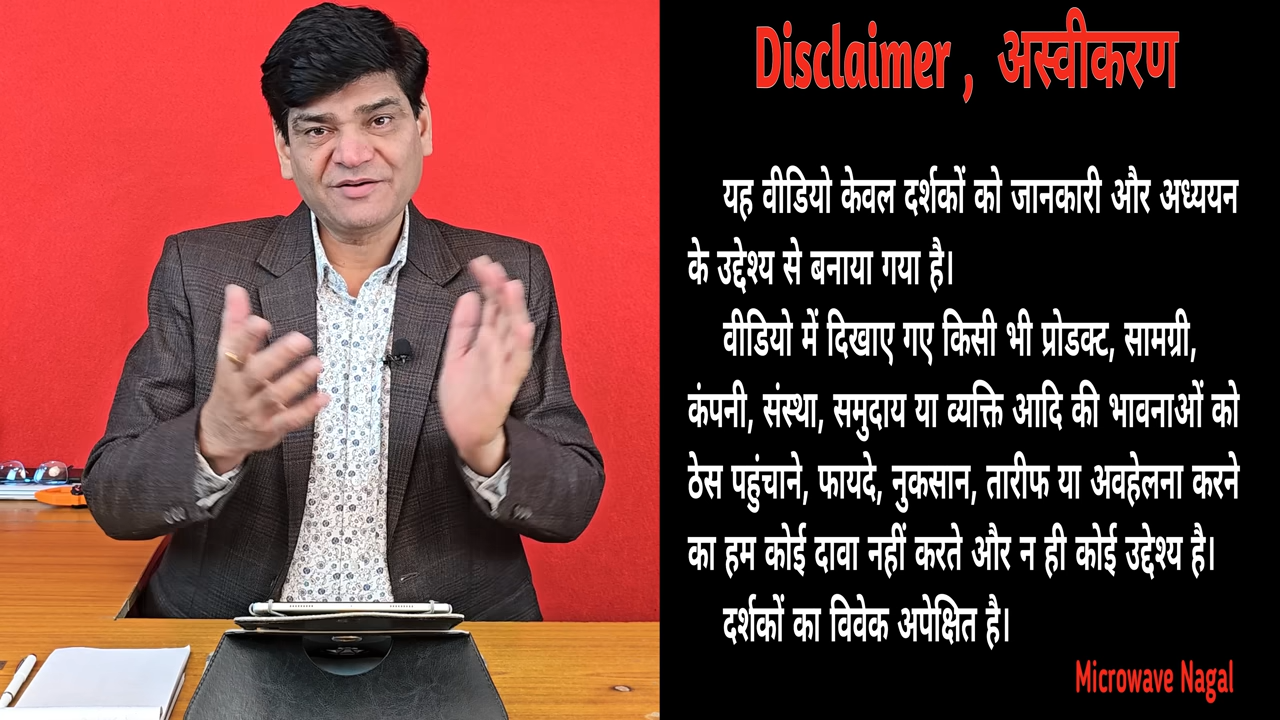 Disclaimer , अस्वीकरण
यह वीडियो केवल दर्शकों को जानकारी और अध्ययन
के उद्देश्य से बनाया गया है।
वीडियो में दिखाए गए किसी भी प्रोडक्ट, सामग्री,
कंपनी, संस्था, समुदाय या व्यक्ति आदि की भावनाओं को
ठेस पहुंचाने, फायदे, नुकसान, तारीफ या अवहेलना करने
का हम कोई दावा नहीं करते और न ही कोई उद्देश्य है।
दर्शकों का विवेक अपेक्षित है।
Microwave Nagal